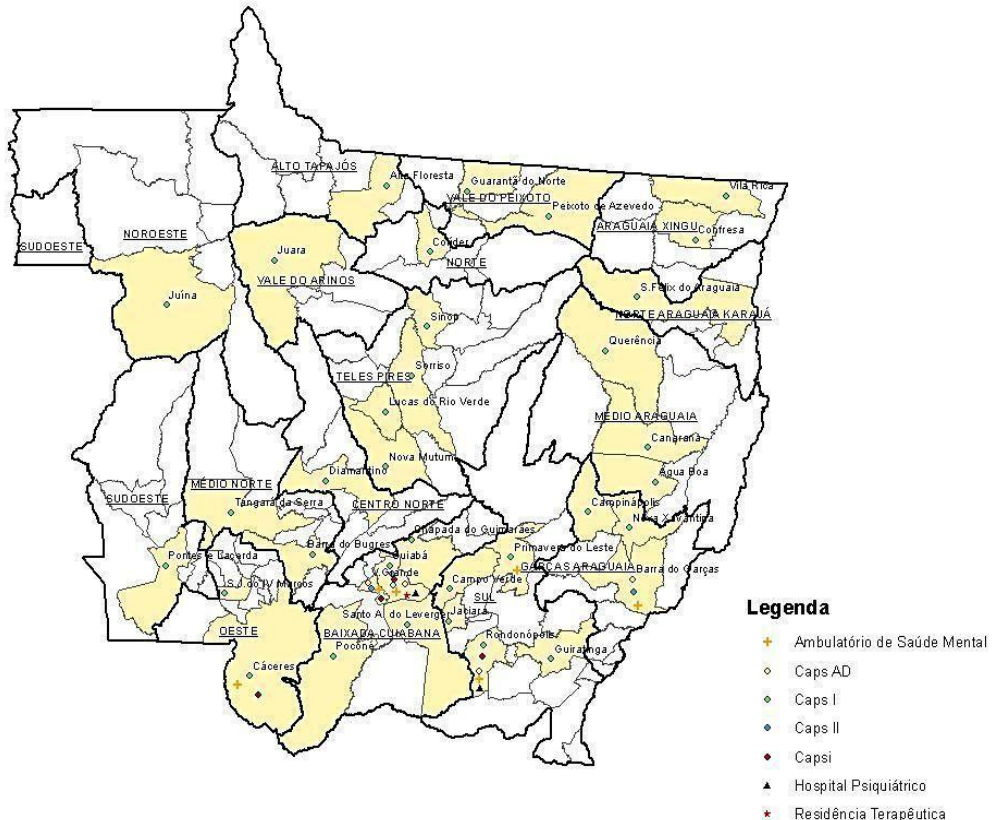 ALTO TAPAJÓS
Alta Floresta
Guarantã do Norte
Vila Rica
VALE DO PEIXOTO
Peixoto de Azevedo
ARAGUAIA XINGU
Confresa
SUDOESTE
NOROESTE
Juara
Colíder
NORTE
VALE DO ARINOS
S.Félix do Araguaia
Juína
NORTE ARAGUAIA KARAJÁ
Sinop
Querência
Sorriso
TELES PIRES
Lucas do Rio Verde
MÉDIO ARAGUAIA
Canarana
Nova Mutum
Diamantino
Água Boa
MÉDIO NORTE
SUDOESTE
Tangará da Serra
CENTRO NORTE
Campinápolis
Nova Xavantina
Chapada do Guimarães
Barra do Bugres
Cuiabá
Primavera do Leste
Pontes e Lacerda
GARÇAS ARAGUAIA
V.Grande
Campo Verde
Barra do Garças
S.J. do IV Marcos
SUL
Santo A. do Leverger
Jaciara
OESTE
BAIXADA CUIABANA
Rondonópolis
Poconé
Guiratinga
Cáceres
Legenda
Ambulatório de Saúde Mental
Caps AD
Caps I
Caps II
Capsi
Hospital Psiquiátrico
Residência Terapêutica